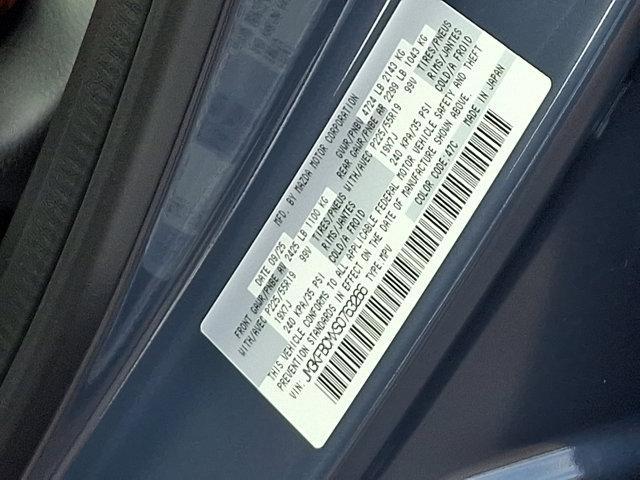 MFD. BY MAZDA MOTOR CORPORATION
DATE 09/25 GVWR/PNBV 4724 LB 2143 KG
FRONT GAWR/PNBE AV 2425 LB 1100 KG REAR GAWR/PNBE AR 2299 LB 1043 KG
WITH/AVEC P225/55R19 99V TIRES/PNEUS WITH/AVEC P225/55R19 99V TIRES/PNEUS
19X7J RIMS/JANTES 19X7J RIMS/JANTES
240 KPA/35 PSI COLD/A FROID 240 KPA/35 PSI COLD/A FROID
THIS VEHICLE CONFORMS TO ALL APPLICABLE FEDERAL MOTOR VEHICLE SAFETY AND THEFT
PREVENTION STANDARDS IN EFFECT ON THE DATE OF MANUFACTURE SHOWN ABOVE.
VIN: TYPE:MPV COLOR CODE:47C MADE IN JAPAN